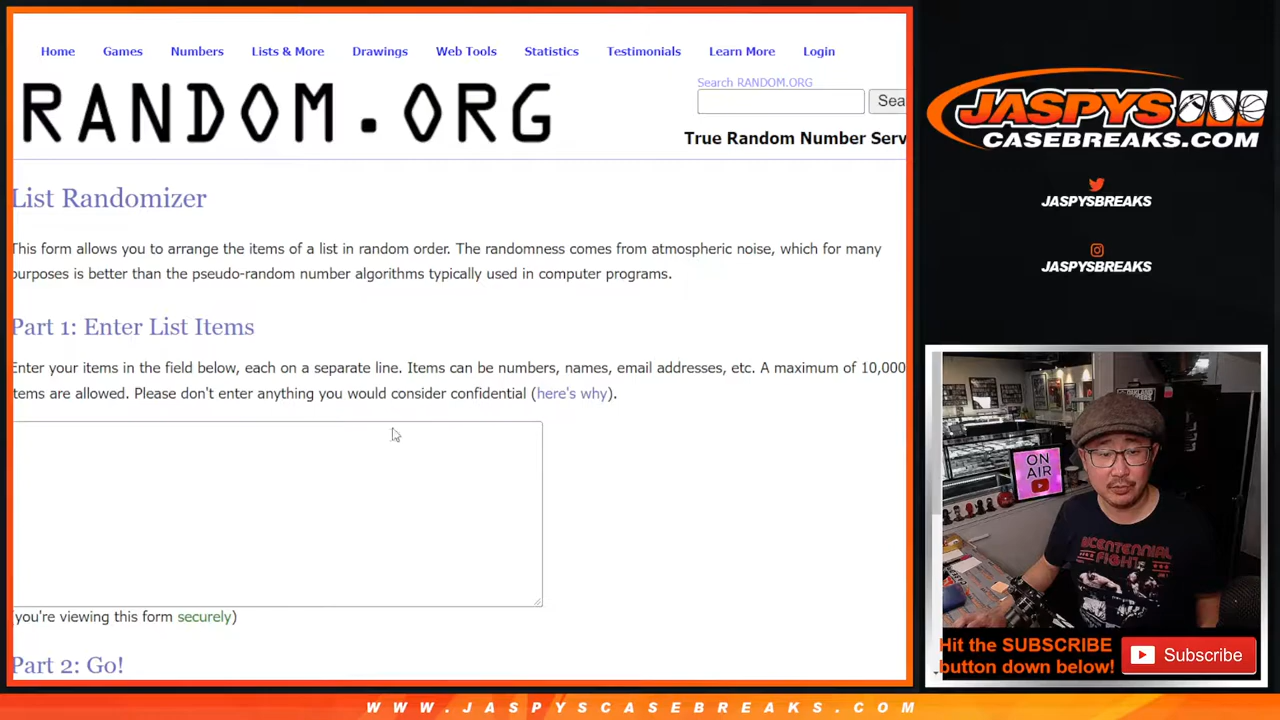 Home Games Numbers Lists & More Drawings Web Tools Statistics Testimonials Learn More Login
RANDOM.ORG
Search RANDOM.ORG
Sea
True Random Number Serv
List Randomizer
This form allows you to arrange the items of a list in random order. The randomness comes from atmospheric noise, which for many
purposes is better than the pseudo-random number algorithms typically used in computer programs.
Part 1: Enter List Items
Enter your items in the field below, each on a separate line. Items can be numbers, names, email addresses, etc. A maximum of 10,000
items are allowed. Please don't enter anything you would consider confidential (here's why).
(you're viewing this form securely)
Part 2: Go!
JASPYS
CASEBREAKS.COM
JASPYSBREAKS
JASPYSBREAKS
ON
AIR
BICENTENNIAL
FIGHT
Hit the SUBSCRIBE
button down below!
Subscribe
WWW.JASPYSCASEBREAKS.COM